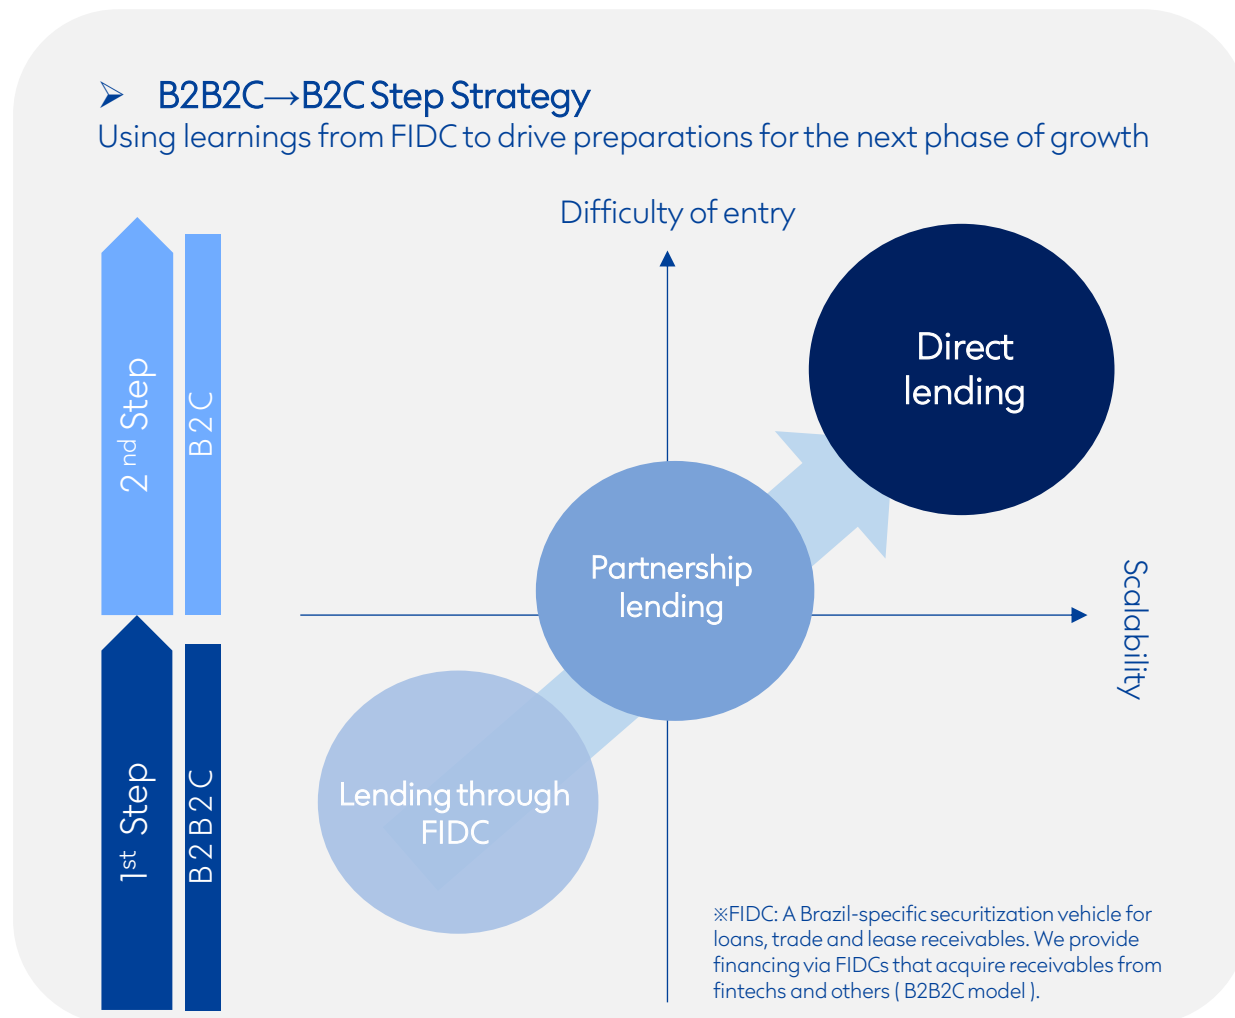 ➢ B2B2C→B2C Step Strategy
Using learnings from FIDC to drive preparations for the next phase of growth
Difficulty of entry
Direct
lending
2nd Step
B2C
Partnership
lending
Scalability
Lending through
FIDC
1st Step
B2B2C
※FIDC: A Brazil-specific securitization vehicle for
loans, trade and lease receivables. We provide
financing via FIDCs that acquire receivables from
fintechs and others ( B2B2C model ).